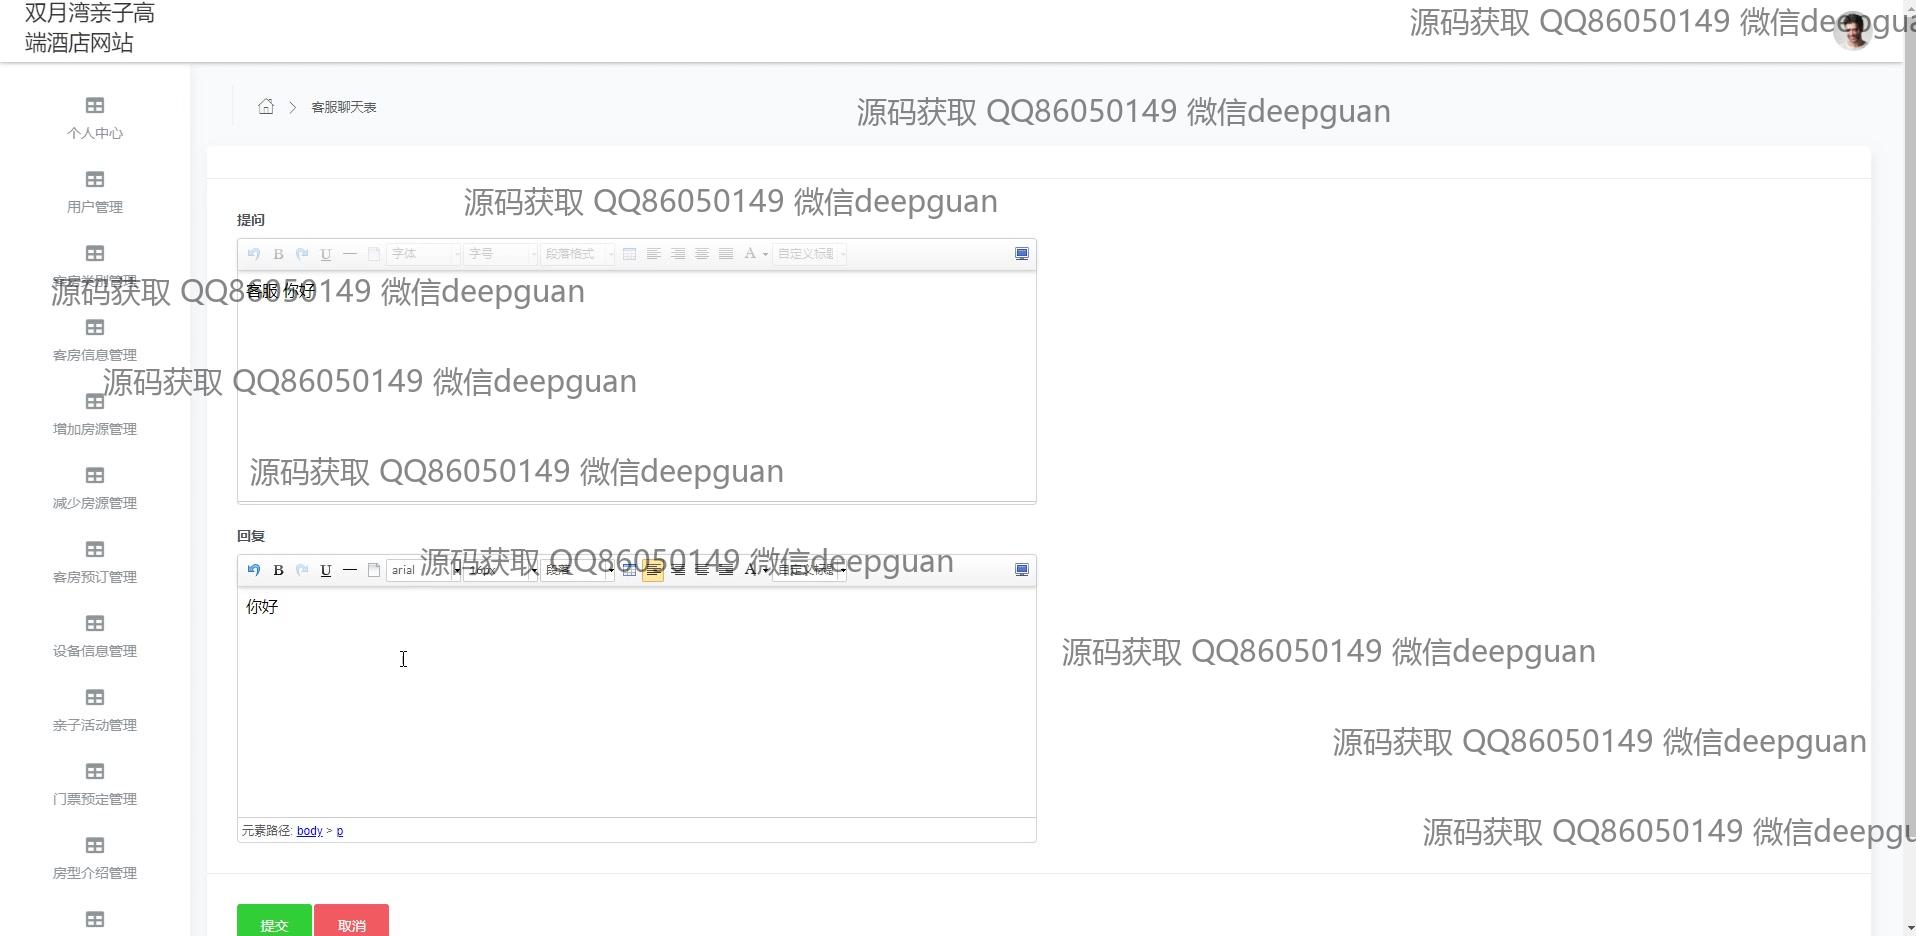 双月湾亲子高
端酒店网站
源码获取 QQ86050149 微信deepgua
个人中心
用户管理
客房类别管理
客房信息管理
增加房源管理
减少房源管理
客房预订管理
设备信息管理
亲子活动管理
门票预定管理
房型介绍管理
客服聊天表
源码获取 QQ86050149 微信deepguan
源码获取 QQ86050149 微信deepguan
提问
B U 字体 字号 段落格式 A 自定义标题
客服 你好
源码获取 QQ86050149 微信deepguan
源码获取 QQ86050149 微信deepguan
源码获取 QQ86050149 微信deepguan
回复
源码获取 QQ86050149 微信deepguan
B U arial 16px 段落 A 自定义标题
你好
源码获取 QQ86050149 微信deepguan
源码获取 QQ86050149 微信deepguan
源码获取 QQ86050149 微信deepgu
元素路径: body > p
提交
取消